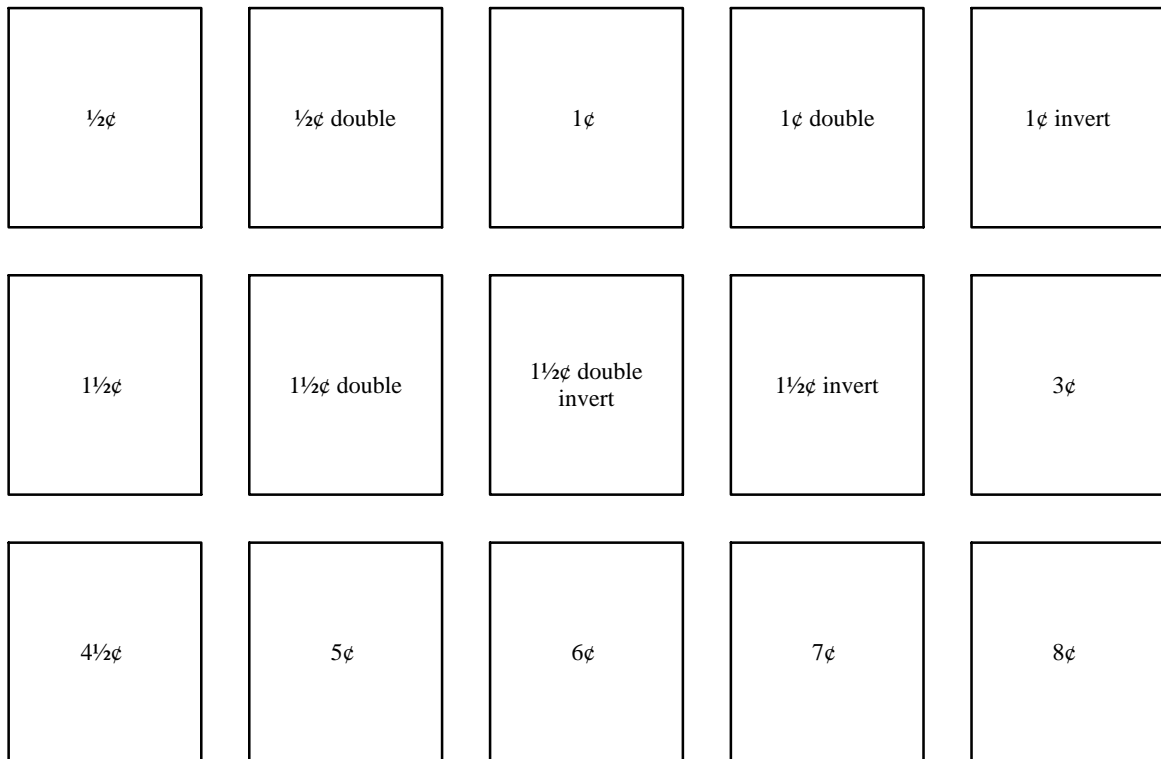 ½¢
½¢ double
1¢
1¢ double
1¢ invert
1½¢
1½¢ double
1½¢ double
invert
1½¢ invert
3¢
4½¢
5¢
6¢
7¢
8¢